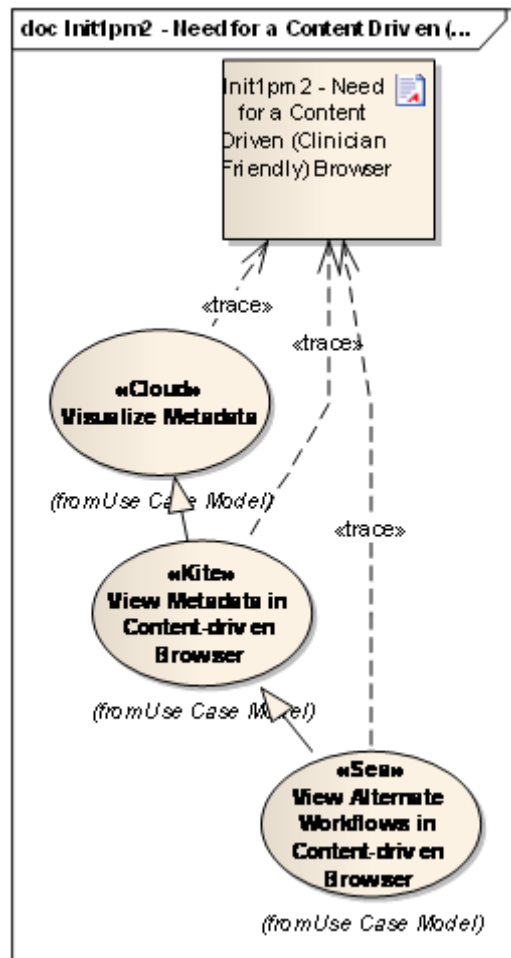 doc Init1pm2 - Need for a Content Driven (...
Init1pm2 - Need
for a Content
Driven (Clinician
Friendly) Browser
«trace»
«trace»
«Cloud»
Visualize Metadata
(from Use Case Model)
«trace»
«Kite»
View Metadata in
Content-driven
Browser
(from Use Case Model)
«Sea»
View Alternate
Workflows in
Content-driven
Browser
(from Use Case Model)